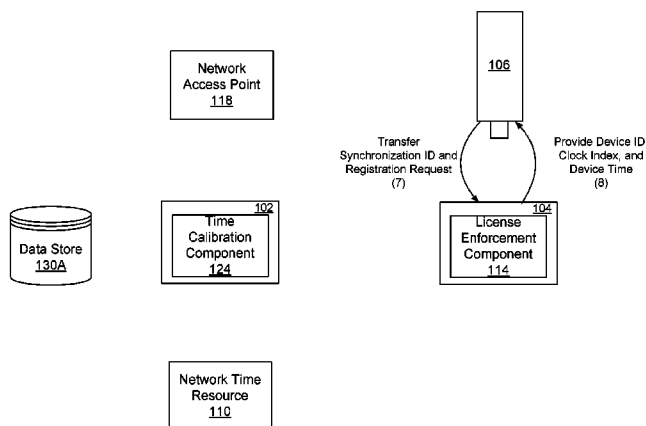 Network
Access Point
118
106
Transfer
Synchronization ID and
Registration Request
(7)
Provide Device ID
Clock Index, and
Device Time
(8)
Data Store
130A
102
Time
Calibration
Component
124
104
License
Enforcement
Component
114
Network Time
Resource
110